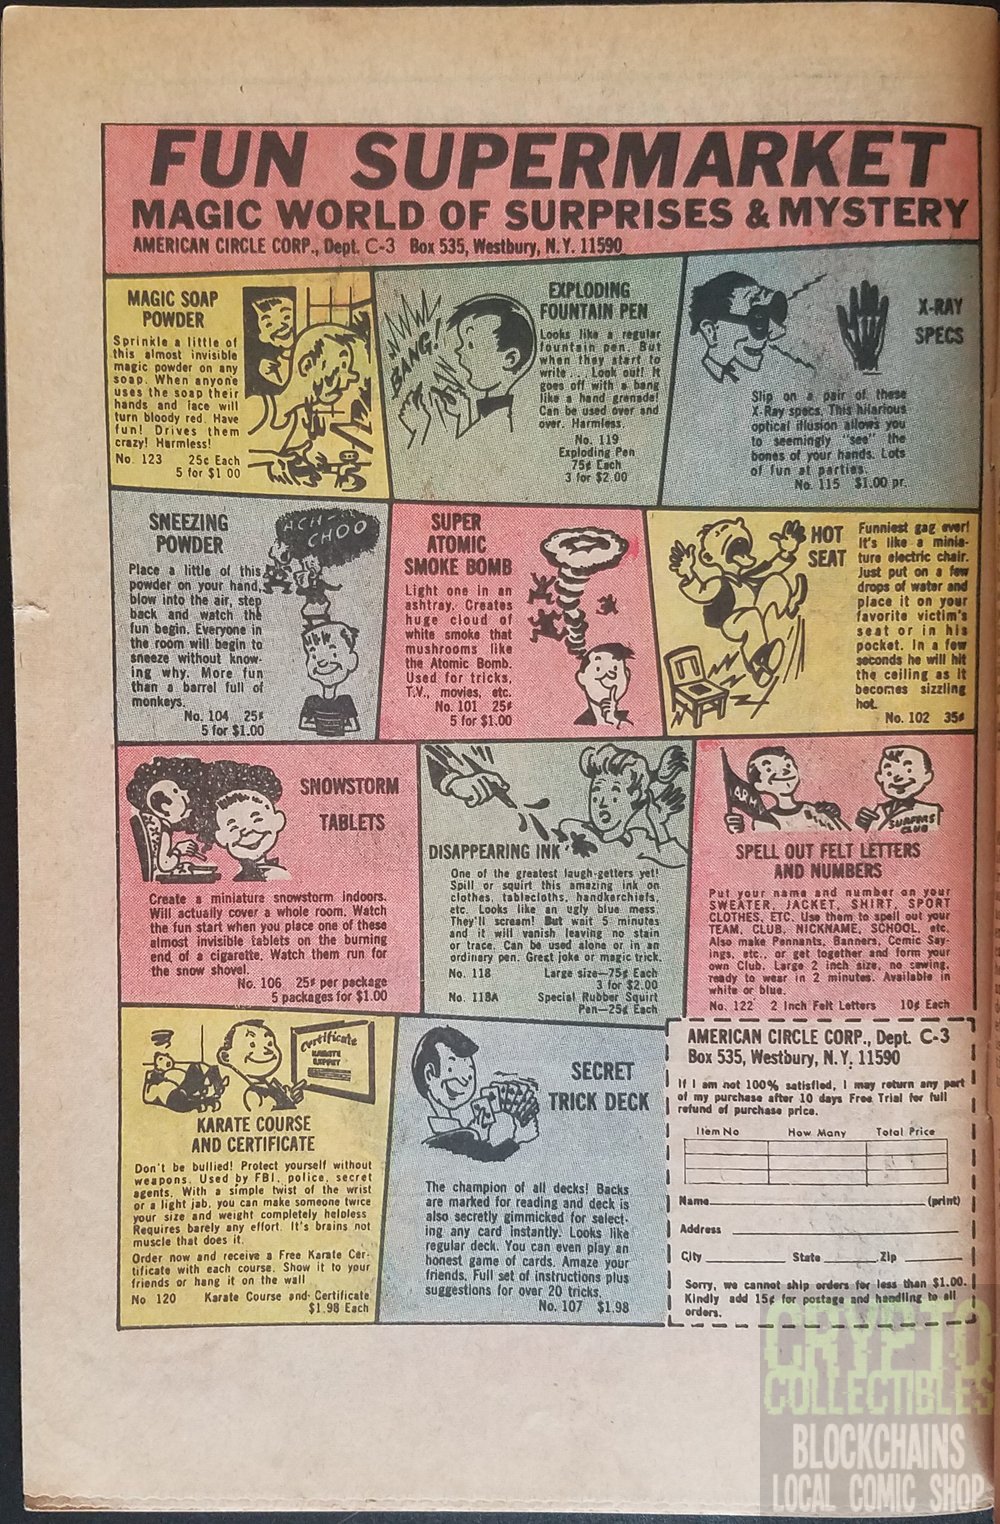 FUN SUPERMARKET
MAGIC WORLD OF SURPRISES & MYSTERY
AMERICAN CIRCLE CORP., Dept. C-3 Box 535, Westbury, N.Y. 11590
MAGIC SOAP
POWDER
Sprinkle a little of
this almost invisible
magic powder on any
soap. When anyone
uses the soap their
hands and face will
turn bloody red. Have
fun! Drives them
crazy! Harmless!
No. 123 25¢ Each
5 for $1 00
BANG!
EXPLODING
FOUNTAIN PEN
Looks like a regular
fountain pen. But
when they start to
write . . . Look out! It
goes off with a bang
like a hand grenade!
Can be used over and
over. Harmless.
No. 119
Exploding Pen
75¢ Each
3 for $2.00
X-RAY
SPECS
Slip on a pair of these
X-Ray specs. This hilarious
optical illusion allows you
to seemingly "see" the
bones of your hands. Lots
of fun at parties.
No. 115 $1.00 pr.
SNEEZING
POWDER
ACH-
CHOO
Place a little of this
powder on your hand,
blow into the air, step
back and watch the
fun begin. Everyone in
the room will begin to
sneeze without know-
ing why. More fun
than a barrel full of
monkeys.
No. 104 25¢
5 for $1.00
SUPER
ATOMIC
SMOKE BOMB
Light one in an
ashtray. Creates
huge cloud of
white smoke that
mushrooms like
the Atomic Bomb.
Used for tricks,
T.V., movies, etc.
No. 101 25¢
5 for $1.00
HOT
SEAT
Funniest gag ever!
It's like a minia-
ture electric chair.
Just put on a few
drops of water and
place it on your
favorite victim's
seat or in his
pocket. In a few
seconds he will hit
the ceiling as it
becomes sizzling
hot.
No. 102 35¢
SNOWSTORM
TABLETS
Create a miniature snowstorm indoors.
Will actually cover a whole room. Watch
the fun start when you place one of these
almost invisible tablets on the burning
end of a cigarette. Watch them run for
the snow shovel.
No. 106 25¢ per package
5 packages for $1.00
DISAPPEARING INK
One of the greatest laugh-getters yet!
Spill or squirt this amazing ink on
clothes, tablecloths, handkerchiefs,
etc. Looks like an ugly blue mess.
They'll scream! But wait 5 minutes
and it will vanish leaving no stain
or trace. Can be used alone or in an
ordinary pen. Great joke or magic trick.
No. 118 Large size—75¢ Each
3 for $2.00
No. 118A Special Rubber Squirt
Pen—25¢ Each
ARMY
SURFERS
CLUB
SPELL OUT FELT LETTERS
AND NUMBERS
Put your name and number on your
SWEATER, JACKET, SHIRT, SPORT
CLOTHES, ETC. Use them to spell out your
TEAM, CLUB, NICKNAME, SCHOOL, etc.
Also make Pennants, Banners, Comic Say-
ings, etc., or get together and form your
own Club. Large 2 inch size, no sewing,
ready to wear in 2 minutes. Available in
white or blue.
No. 122 2 Inch Felt Letters 10¢ Each
Certificate
KARATE
EXPERT
KARATE COURSE
AND CERTIFICATE
Don't be bullied! Protect yourself without
weapons. Used by FBI, police, secret
agents. With a simple twist of the wrist
or a light jab, you can make someone twice
your size and weight completely helpless.
Requires barely any effort. It's brains not
muscle that does it.
Order now and receive a Free Karate Cer-
tificate with each course. Show it to your
friends or hang it on the wall
No 120 Karate Course and Certificate
$1.98 Each
SECRET
TRICK DECK
The champion of all decks! Backs
are marked for reading and deck is
also secretly gimmicked for select-
ing any card instantly. Looks like
regular deck. You can even play an
honest game of cards. Amaze your
friends. Full set of instructions plus
suggestions for over 20 tricks.
No. 107 $1.98
AMERICAN CIRCLE CORP., Dept. C-3
Box 535, Westbury, N.Y. 11590
If I am not 100% satisfied, I may return any part
of my purchase after 10 days Free Trial for full
refund of purchase price.
Item No How Many Total Price
Name (print)
Address
City State Zip
Sorry, we cannot ship orders for less than $1.00.
Kindly add 15¢ for postage and handling to all
orders.
CRYPTO
COLLECTIBLES
BLOCKCHAINS
LOCAL COMIC SHOP